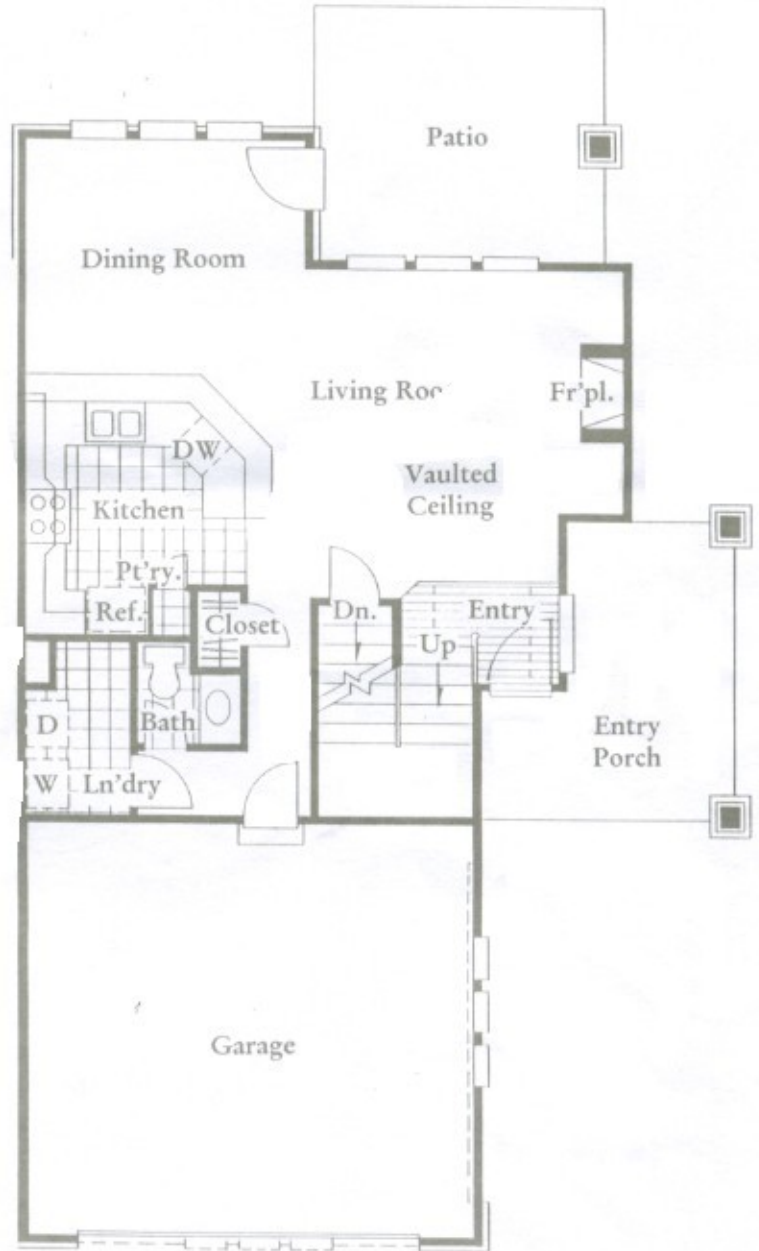 Patio
Dining Room
Living Roo
Fr'pl.
DW
Vaulted
Ceiling
Kitchen
Pt'ry.
Ref.
Closet
Dn.
Entry
Up
D
Bath
Entry
Porch
W
Ln'dry
Garage